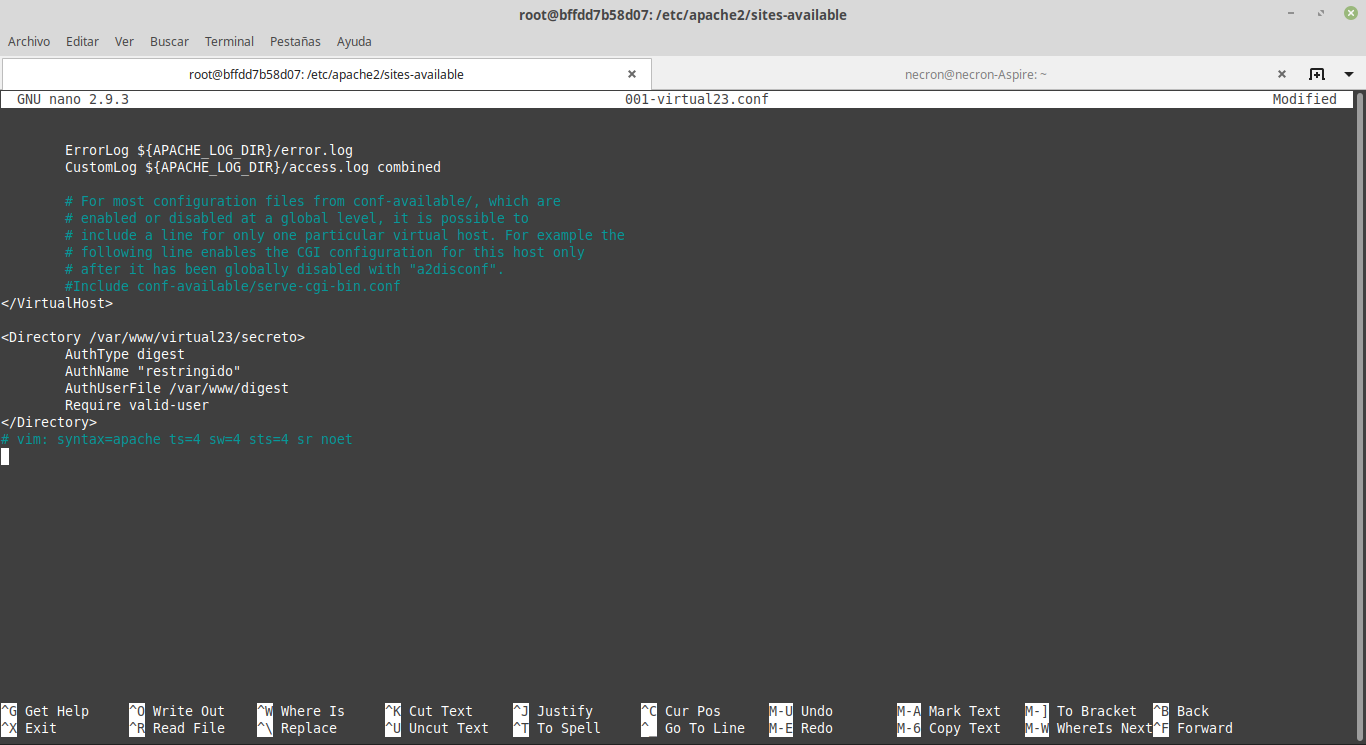 root@bffdd7b58d07: /etc/apache2/sites-available
Archivo Editar Ver Buscar Terminal Pestañas Ayuda
root@bffdd7b58d07: /etc/apache2/sites-available necron@necron-Aspire: ~
GNU nano 2.9.3 001-virtual23.conf Modified
ErrorLog ${APACHE_LOG_DIR}/error.log
CustomLog ${APACHE_LOG_DIR}/access.log combined
# For most configuration files from conf-available/, which are
# enabled or disabled at a global level, it is possible to
# include a line for only one particular virtual host. For example the
# following line enables the CGI configuration for this host only
# after it has been globally disabled with "a2disconf".
#Include conf-available/serve-cgi-bin.conf
</VirtualHost>
<Directory /var/www/virtual23/secreto>
AuthType digest
AuthName "restringido"
AuthUserFile /var/www/digest
Require valid-user
</Directory>
# vim: syntax=apache ts=4 sw=4 sts=4 sr noet
^G Get Help ^O Write Out ^W Where Is ^K Cut Text ^J Justify ^C Cur Pos M-U Undo M-A Mark Text M-] To Bracket ^B Back
^X Exit ^R Read File ^\ Replace ^U Uncut Text ^T To Spell ^_ Go To Line M-E Redo M-6 Copy Text M-W WhereIs Next ^F Forward